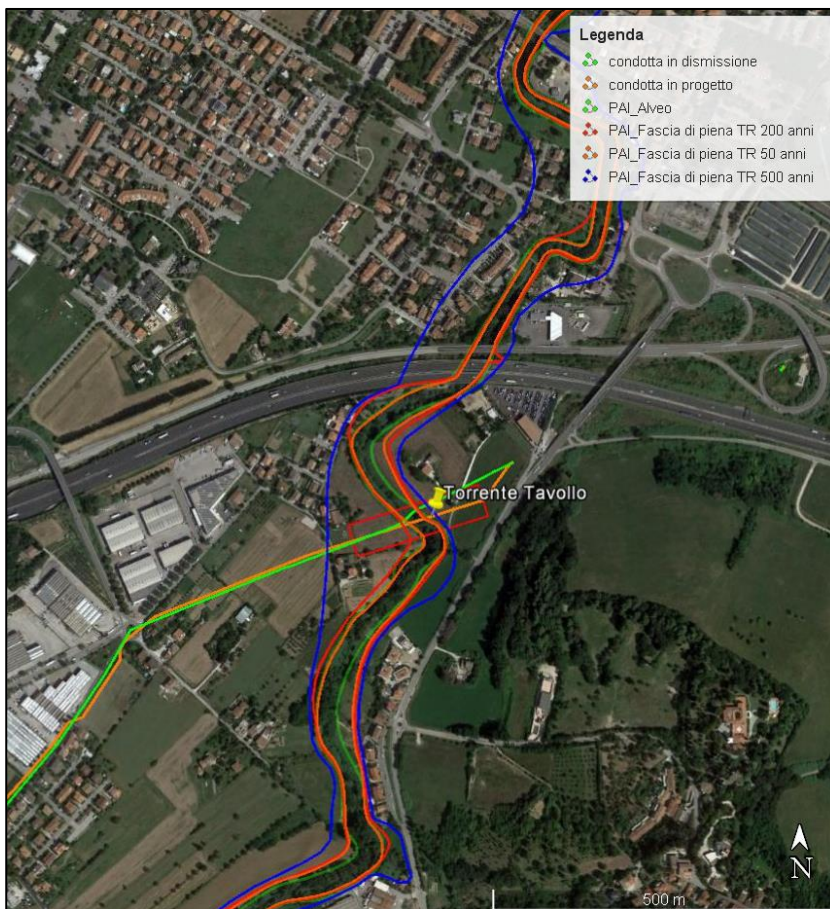 Legenda
condotta in dismissione
condotta in progetto
PAI_Alveo
PAI_Fascia di piena TR 200 anni
PAI_Fascia di piena TR 50 anni
PAI_Fascia di piena TR 500 anni
Torrente Tavollo
N
500 m